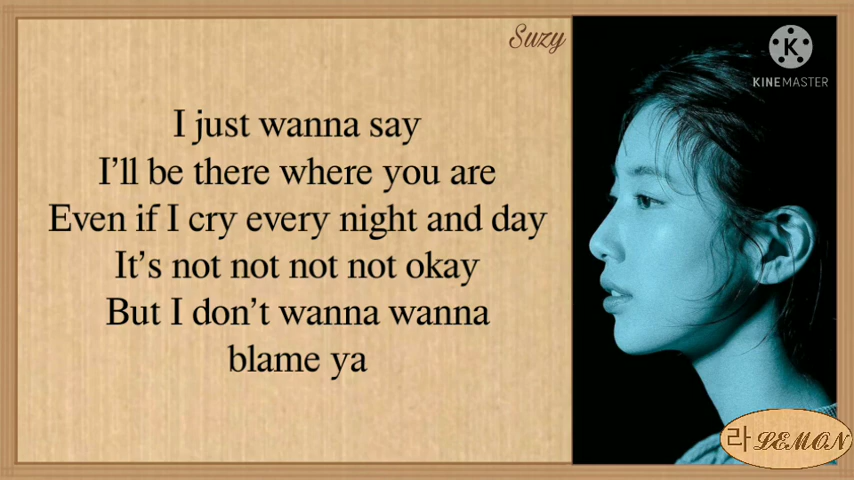 Suzy
KINEMASTER
I just wanna say
I'll be there where you are
Even if I cry every night and day
It's not not not not okay
But I don't wanna wanna
blame ya
라 LEMON